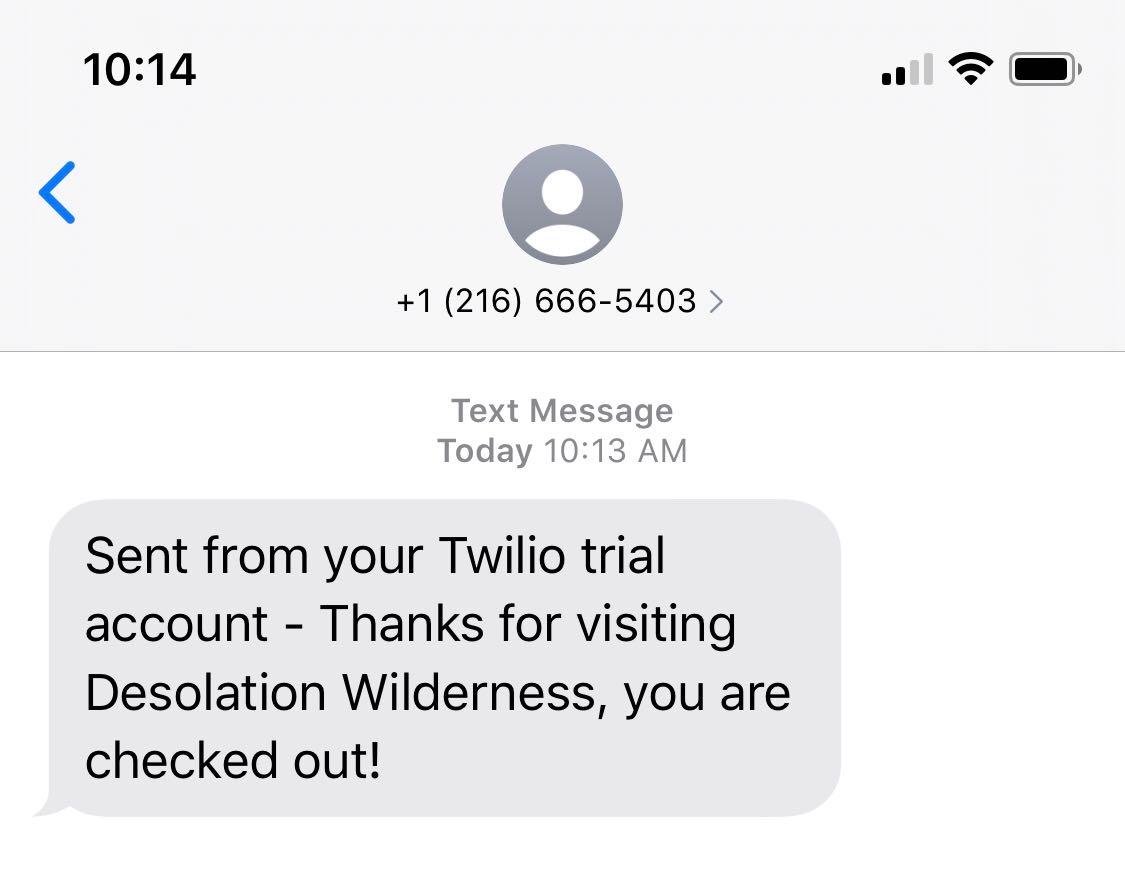 10:14
+1 (216) 666-5403
Text Message
Today 10:13 AM
Sent from your Twilio trial
account - Thanks for visiting
Desolation Wilderness, you are
checked out!